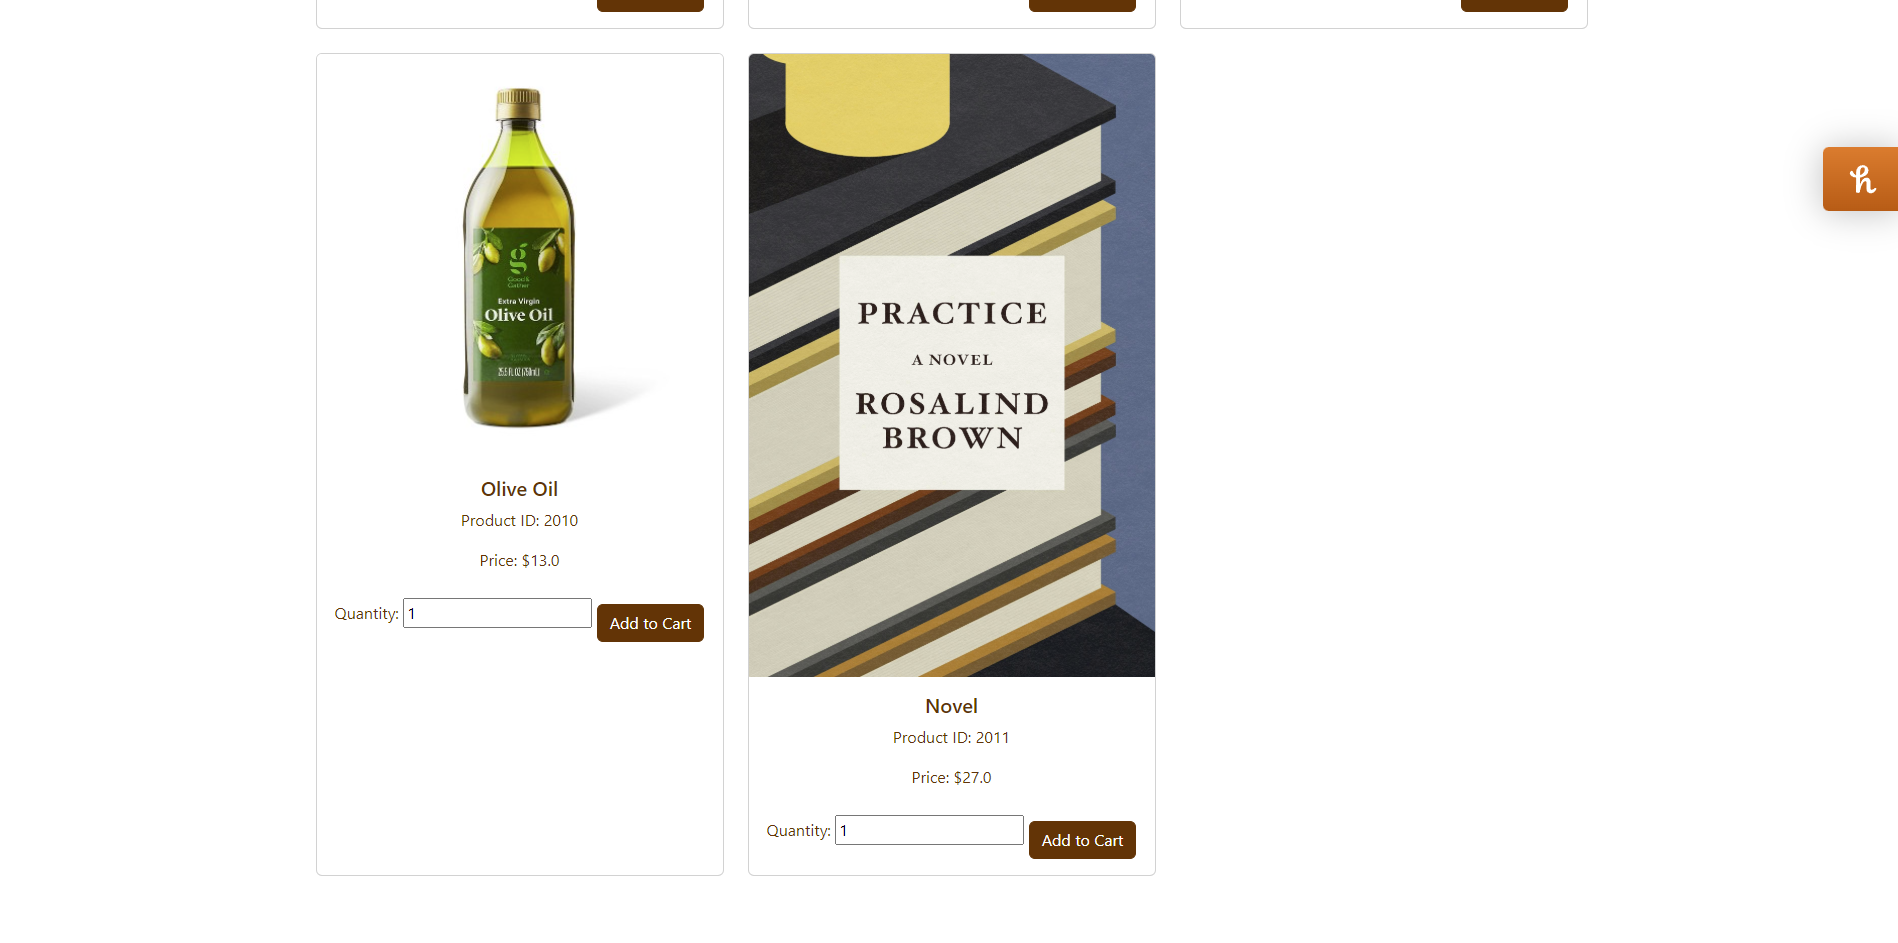 Good &
Gather
Extra Virgin
Olive Oil
25.5 FL OZ (750mL)
Olive Oil
Product ID: 2010
Price: $13.0
Quantity: 1
Add to Cart
PRACTICE
A NOVEL
ROSALIND
BROWN
Novel
Product ID: 2011
Price: $27.0
Quantity: 1
Add to Cart
h